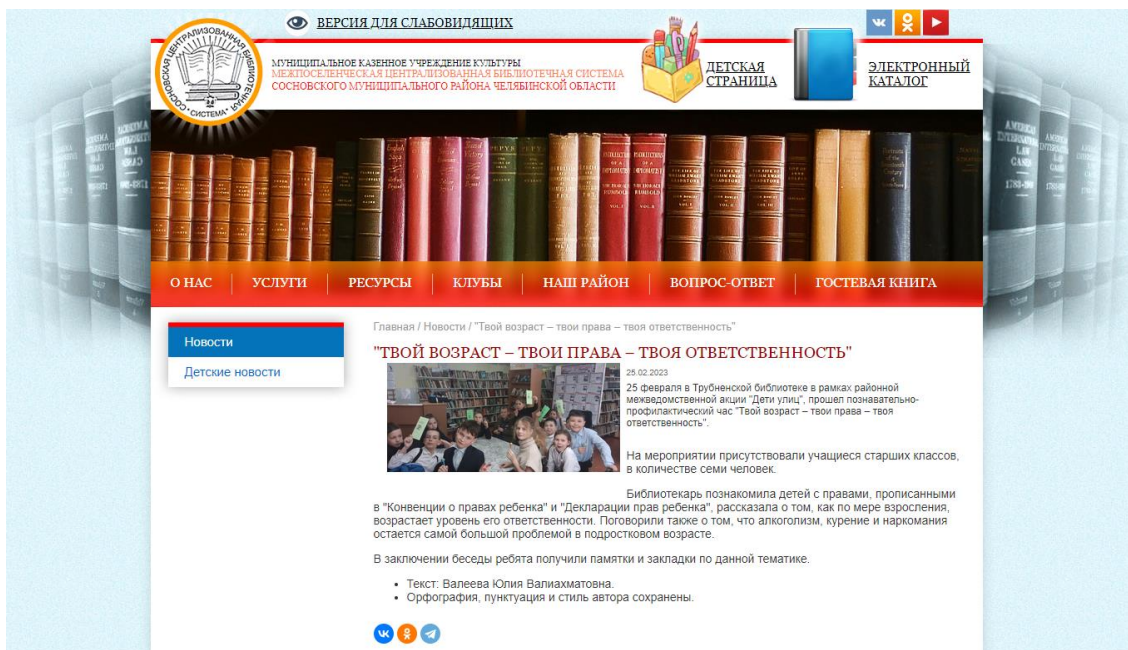 ВЕРСИЯ ДЛЯ СЛАБОВИДЯЩИХ
СОСНОВСКАЯ ЦЕНТРАЛИЗОВАННАЯ БИБЛИОТЕЧНАЯ СИСТЕМА
МУНИЦИПАЛЬНОЕ КАЗЕННОЕ УЧРЕЖДЕНИЕ КУЛЬТУРЫ
МЕЖПОСЕЛЕНЧЕСКАЯ ЦЕНТРАЛИЗОВАННАЯ БИБЛИОТЕЧНАЯ СИСТЕМА
СОСНОВСКОГО МУНИЦИПАЛЬНОГО РАЙОНА ЧЕЛЯБИНСКОЙ ОБЛАСТИ
ДЕТСКАЯ
СТРАНИЦА
ЭЛЕКТРОННЫЙ
КАТАЛОГ
О НАС УСЛУГИ РЕСУРСЫ КЛУБЫ НАШ РАЙОН ВОПРОС-ОТВЕТ ГОСТЕВАЯ КНИГА
Новости
Детские новости
Главная / Новости / "Твой возраст – твои права – твоя ответственность"
"ТВОЙ ВОЗРАСТ – ТВОИ ПРАВА – ТВОЯ ОТВЕТСТВЕННОСТЬ"
25.02.2023
25 февраля в Трубненской библиотеке в рамках районной
межведомственной акции "Дети улиц", прошел познавательно-
профилактический час "Твой возраст – твои права – твоя
ответственность".
На мероприятии присутствовали учащиеся старших классов,
в количестве семи человек.
Библиотекарь познакомила детей с правами, прописанными
в "Конвенции о правах ребенка" и "Декларации прав ребенка", рассказала о том, как по мере взросления,
возрастает уровень его ответственности. Поговорили также о том, что алкоголизм, курение и наркомания
остается самой большой проблемой в подростковом возрасте.
В заключении беседы ребята получили памятки и закладки по данной тематике.
• Текст: Валеева Юлия Валиахматовна.
• Орфография, пунктуация и стиль автора сохранены.